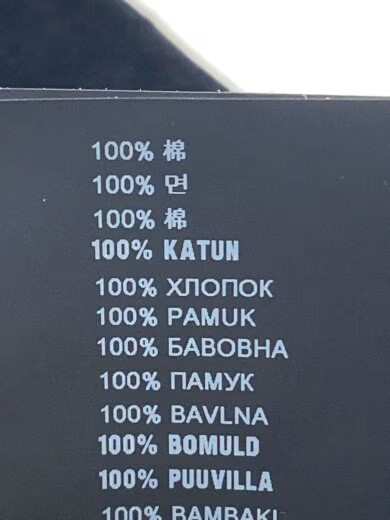 100% 棉
100% 면
100% 棉
100% KATUN
100% ХЛОПОК
100% PAMUK
100% БАВОВНА
100% ПАМУК
100% BAVLNA
100% BOMULD
100% PUUVILLA
100% BAMBAKI